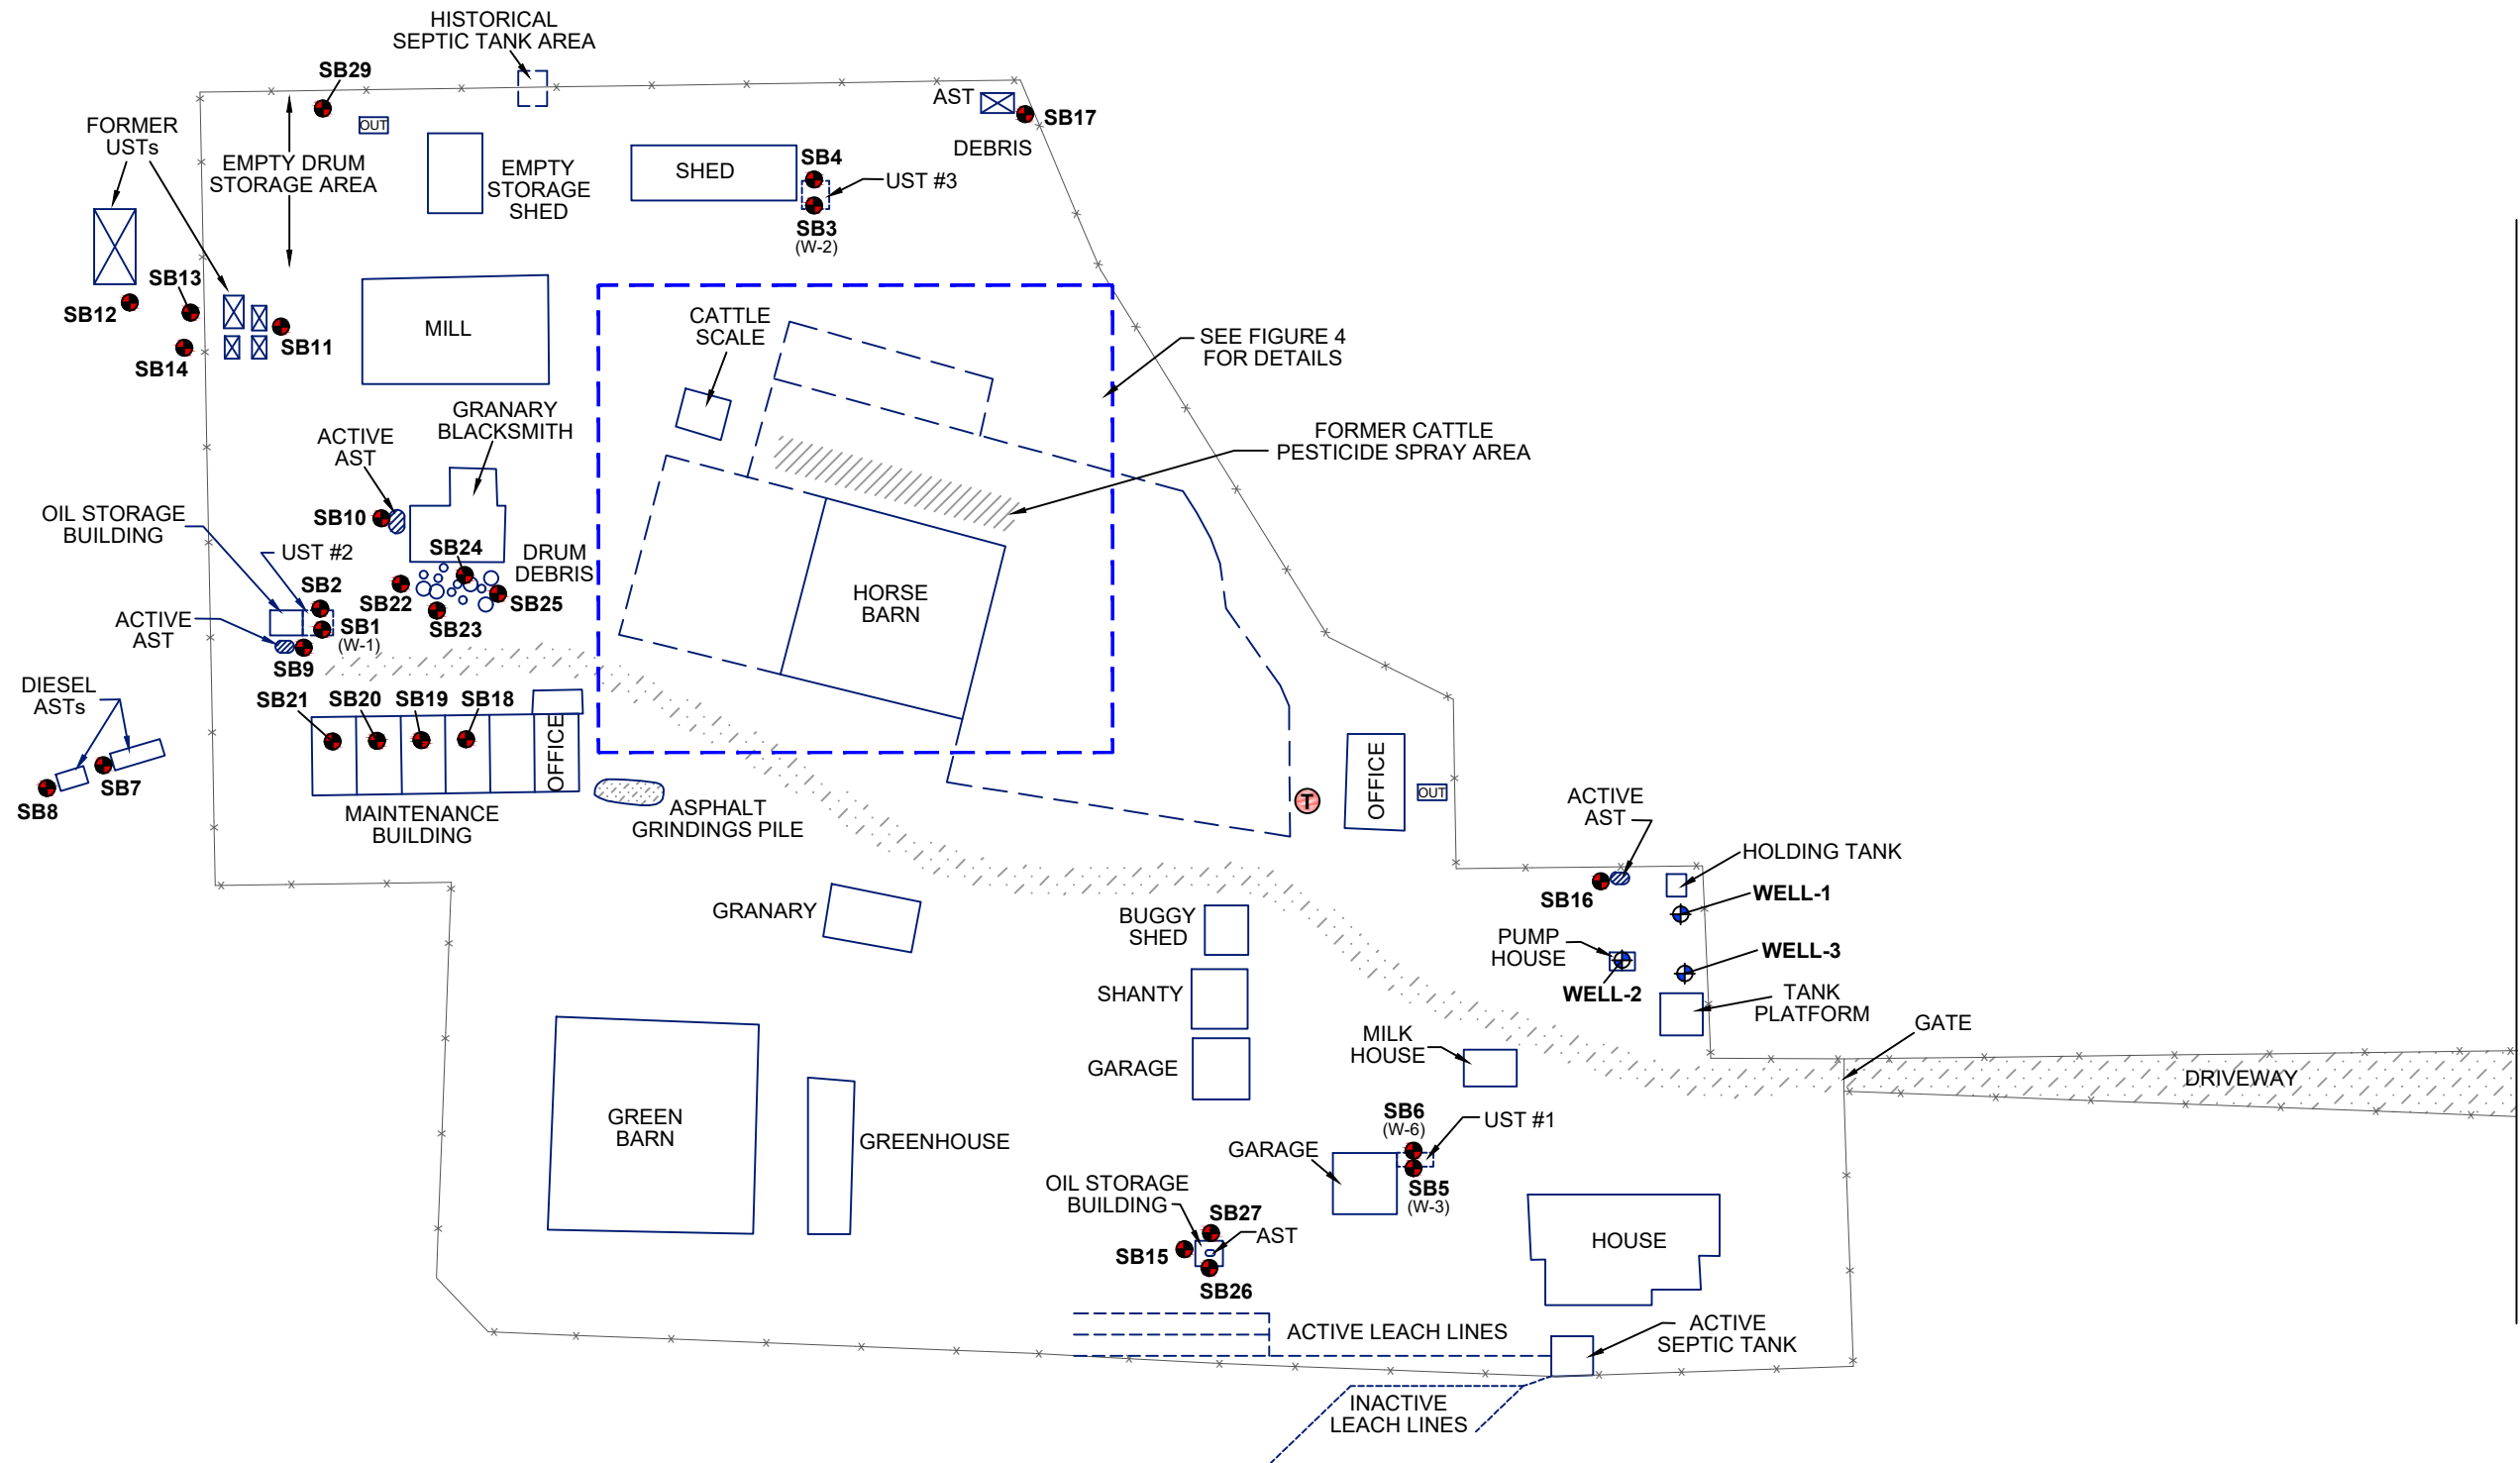 HISTORICAL
SEPTIC TANK AREA
SB29
OUT
AST
SB17
DEBRIS
FORMER
USTs
EMPTY DRUM
STORAGE AREA
EMPTY
STORAGE
SHED
SHED
SB4
UST #3
SB3
(W-2)
SB13
SB12
SB11
SB14
MILL
CATTLE
SCALE
SEE FIGURE 4
FOR DETAILS
FORMER CATTLE
PESTICIDE SPRAY AREA
GRANARY
BLACKSMITH
ACTIVE
AST
SB10
OIL STORAGE
BUILDING
UST #2
SB24
DRUM
DEBRIS
SB2
SB22
SB25
SB23
SB1
(W-1)
ACTIVE
AST
SB9
HORSE
BARN
DIESEL
ASTs
SB21
SB20
SB19
SB18
OFFICE
SB7
SB8
MAINTENANCE
BUILDING
ASPHALT
GRINDINGS PILE
T
OFFICE
OUT
ACTIVE
AST
HOLDING TANK
SB16
WELL-1
GRANARY
BUGGY
SHED
PUMP
HOUSE
WELL-3
WELL-2
SHANTY
TANK
PLATFORM
GATE
MILK
HOUSE
GARAGE
DRIVEWAY
GREEN
BARN
GREENHOUSE
SB6
(W-6)
UST #1
GARAGE
SB5
(W-3)
OIL STORAGE
BUILDING
SB27
AST
SB15
SB26
HOUSE
ACTIVE LEACH LINES
ACTIVE
SEPTIC TANK
INACTIVE
LEACH LINES